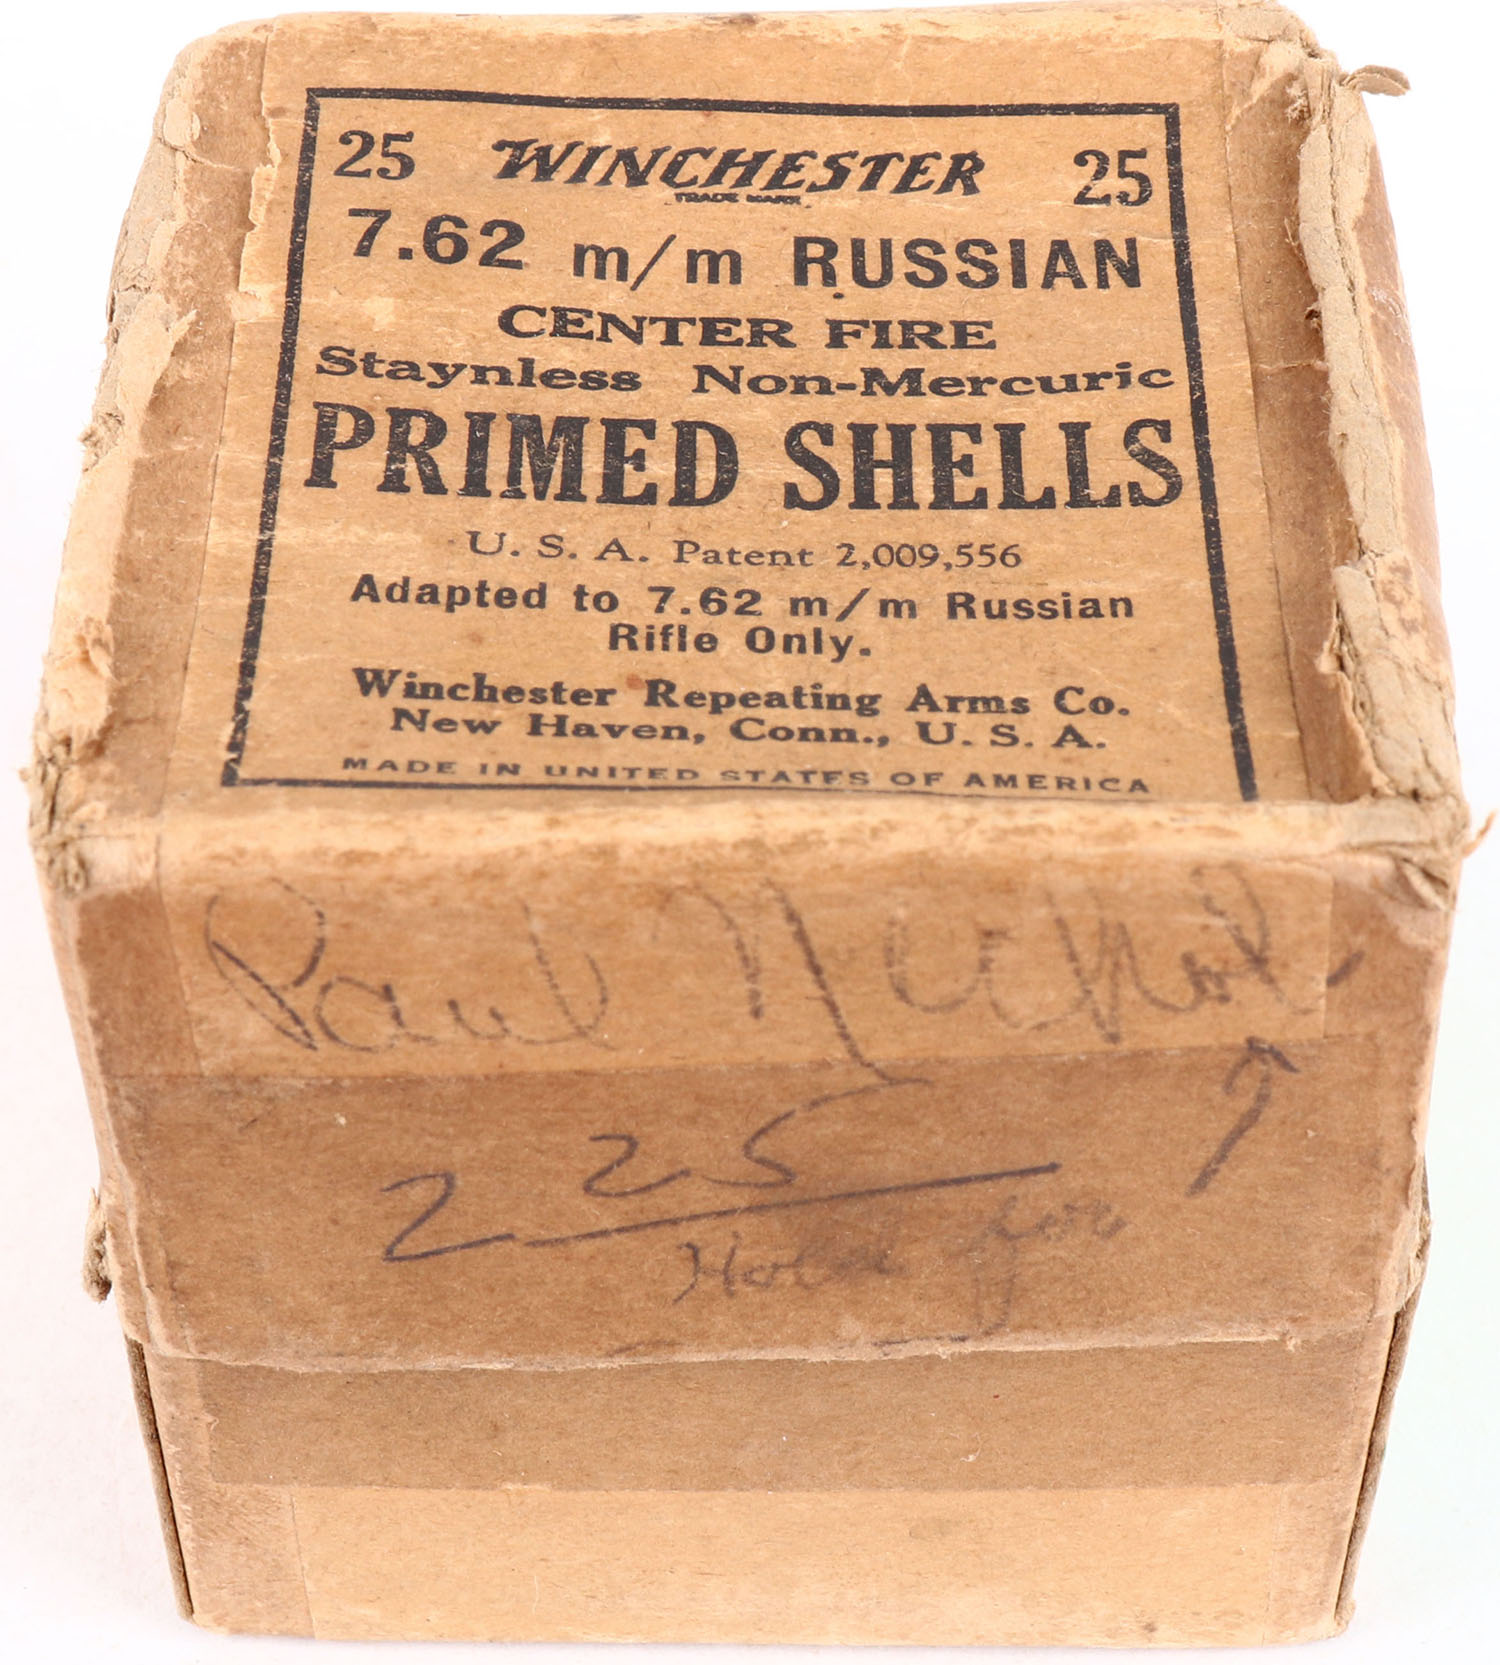 25 WINCHESTER 25
TRADE MARK
7.62 m/m RUSSIAN
CENTER FIRE
Staynless Non-Mercuric
PRIMED SHELLS
U. S. A. Patent 2,009,556
Adapted to 7.62 m/m Russian
Rifle Only.
Winchester Repeating Arms Co.
New Haven, Conn., U. S. A.
MADE IN UNITED STATES OF AMERICA
Paul
2 25
Hold for